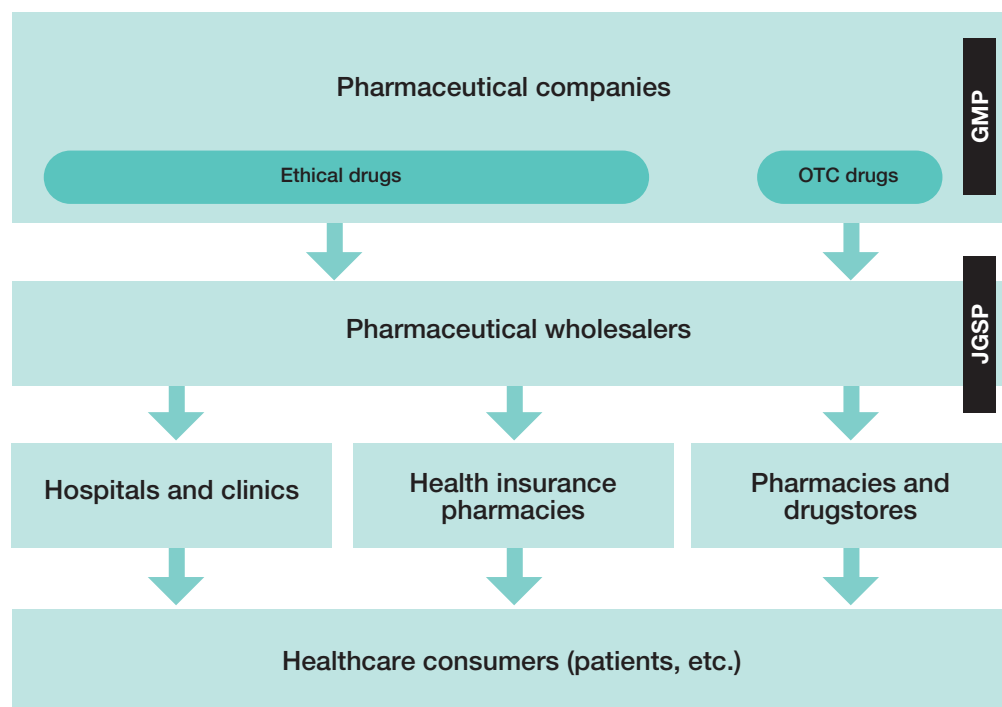 Pharmaceutical companies
GMP
Ethical drugs
OTC drugs
Pharmaceutical wholesalers
JGSP
Hospitals and clinics
Health insurance
pharmacies
Pharmacies and
drugstores
Healthcare consumers (patients, etc.)